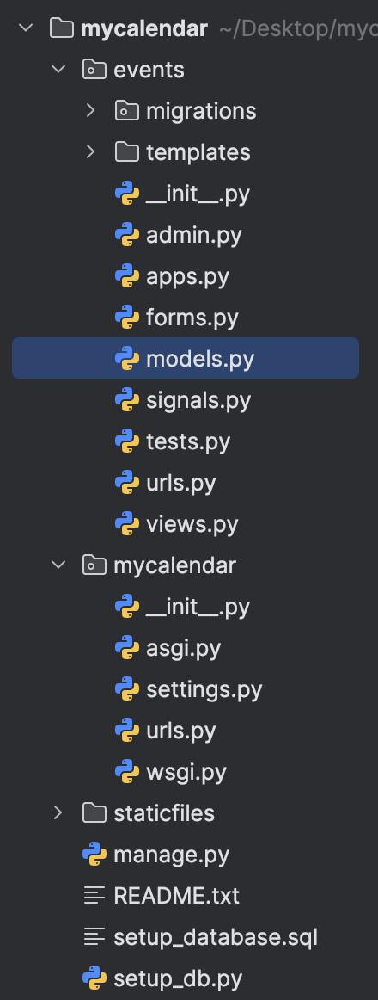 mycalendar ~/Desktop/myc
events
migrations
templates
__init__.py
admin.py
apps.py
forms.py
models.py
signals.py
tests.py
urls.py
views.py
mycalendar
__init__.py
asgi.py
settings.py
urls.py
wsgi.py
staticfiles
manage.py
README.txt
setup_database.sql
setup_db.py